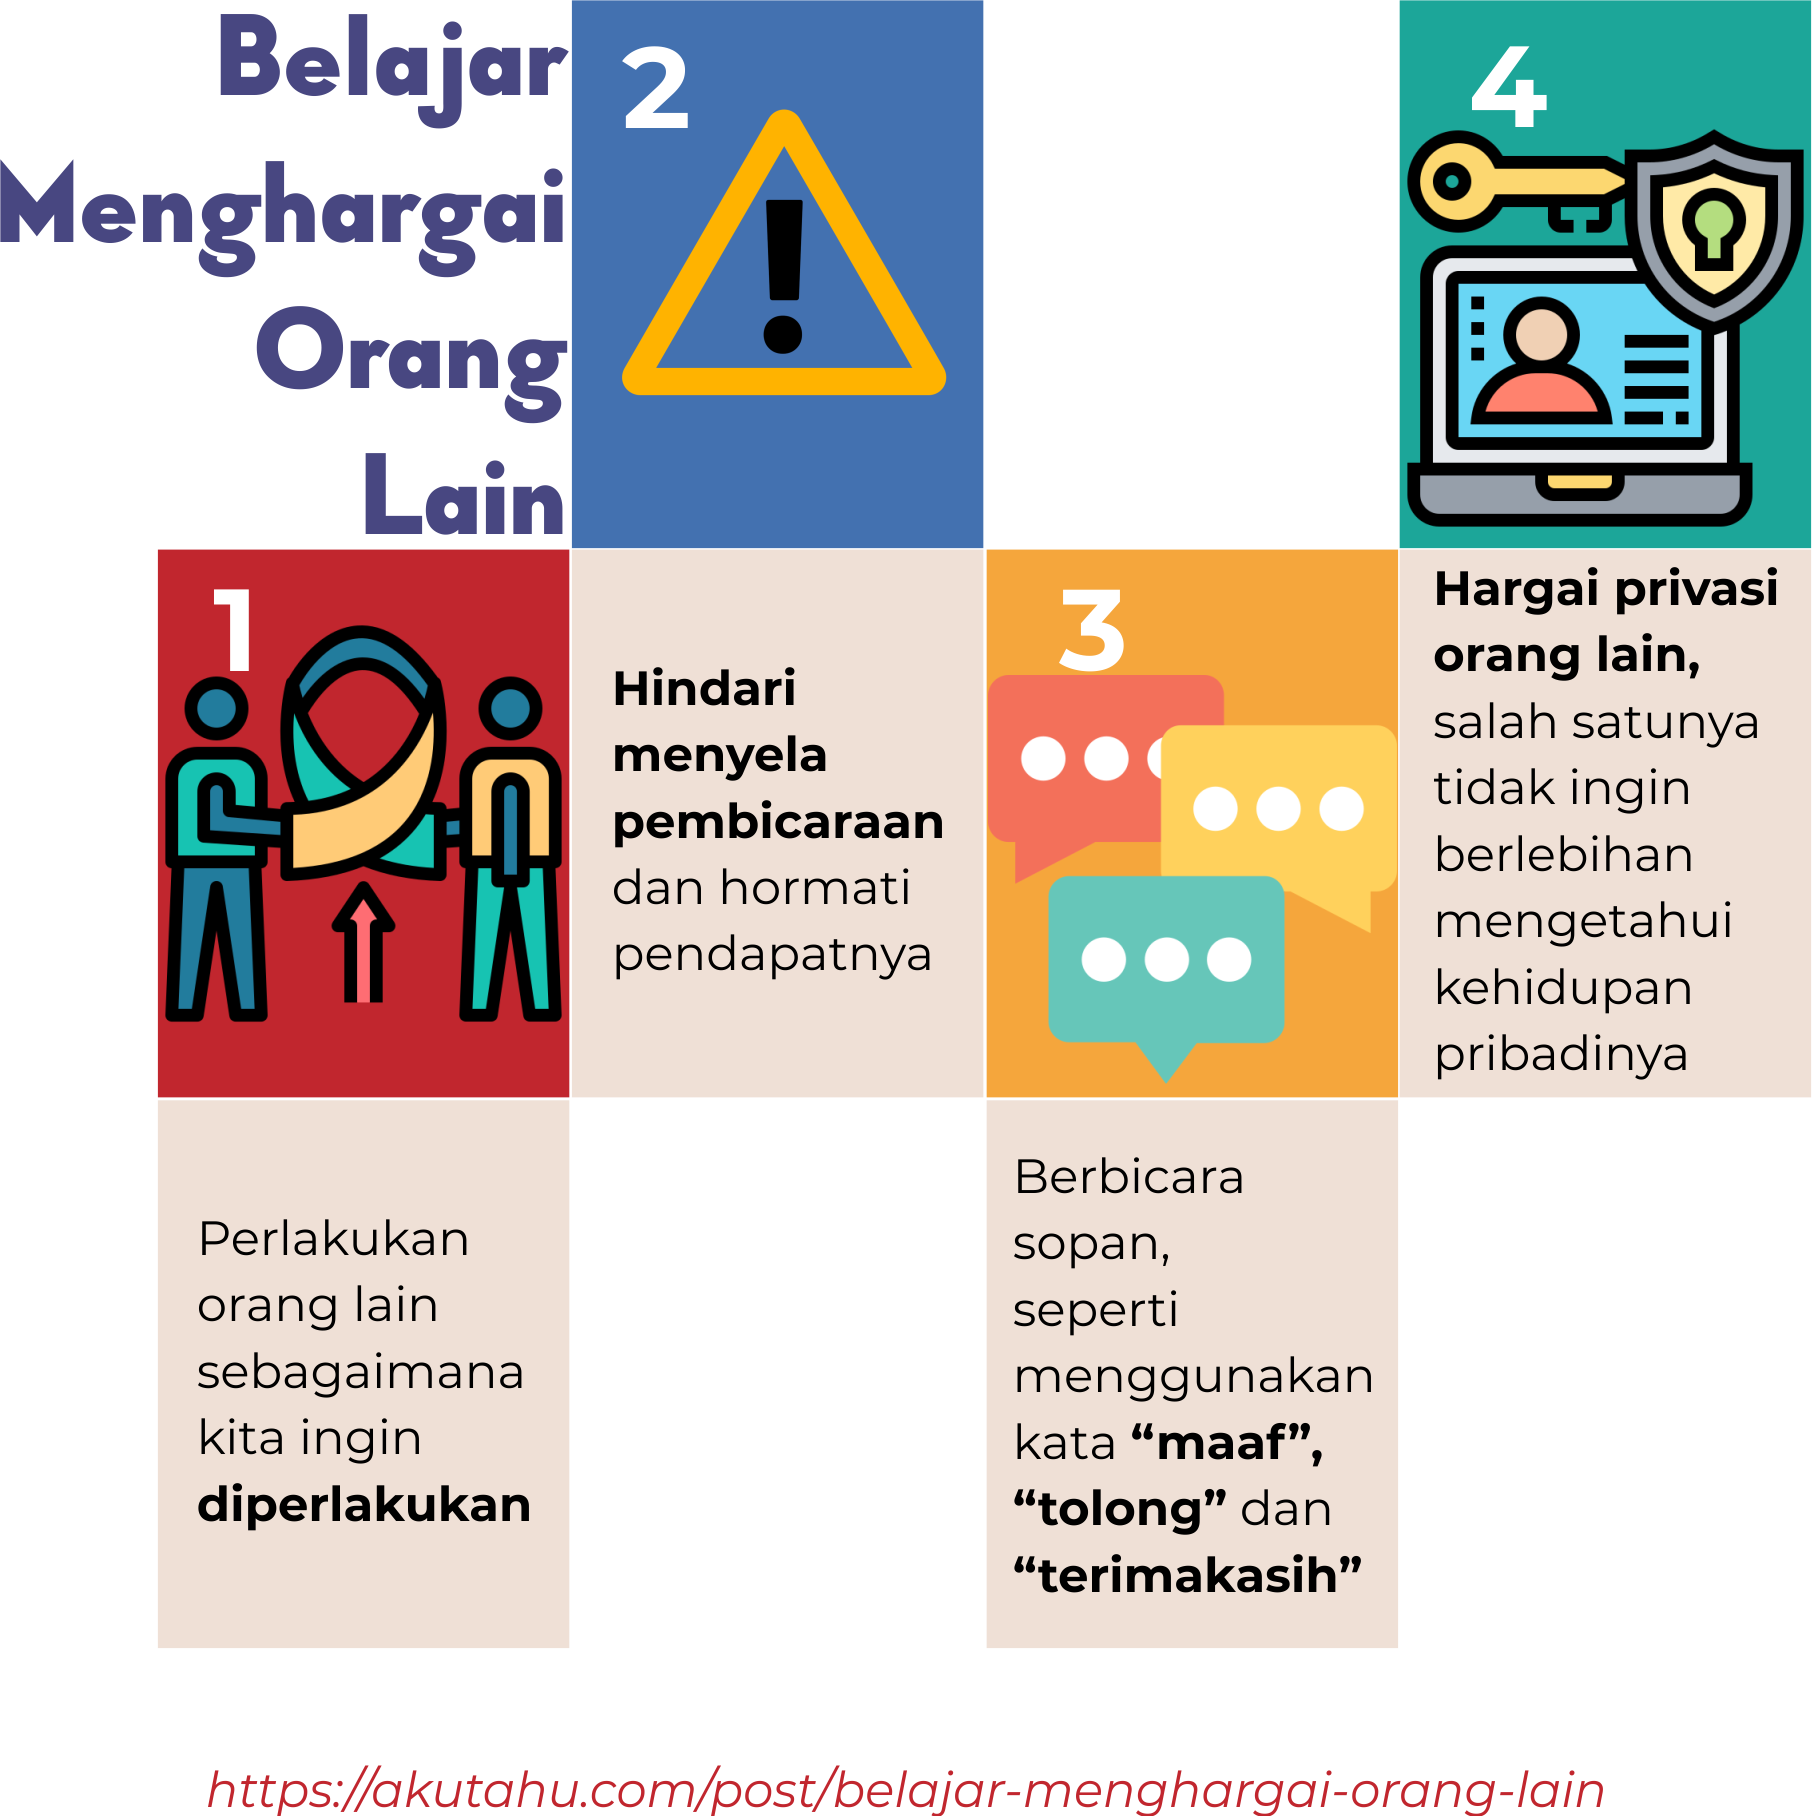 Belajar
Menghargai
Orang
Lain
1
Perlakukan
orang lain
sebagaimana
kita ingin
diperlakukan
2
Hindari
menyela
pembicaraan
dan hormati
pendapatnya
3
Berbicara
sopan,
seperti
menggunakan
kata “maaf”,
“tolong” dan
“terimakasih”
4
Hargai privasi
orang lain,
salah satunya
tidak ingin
berlebihan
mengetahui
kehidupan
pribadinya
https://akutahu.com/post/belajar-menghargai-orang-lain